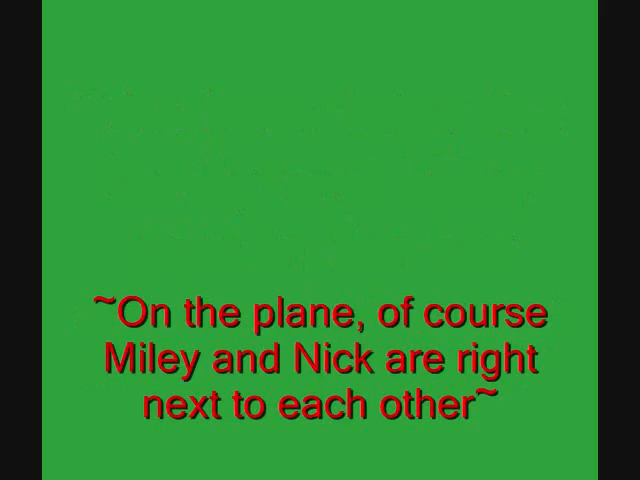 ~On the plane, of course
Miley and Nick are right
next to each other~